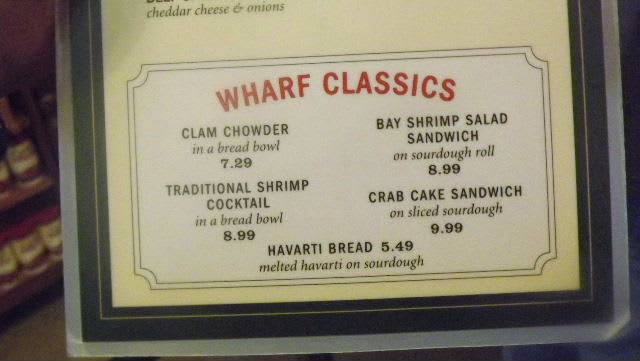 cheddar cheese & onions
WHARF CLASSICS
CLAM CHOWDER
in a bread bowl
7.29
TRADITIONAL SHRIMP
COCKTAIL
in a bread bowl
8.99
BAY SHRIMP SALAD
SANDWICH
on sourdough roll
8.99
CRAB CAKE SANDWICH
on sliced sourdough
9.99
HAVARTI BREAD 5.49
melted havarti on sourdough